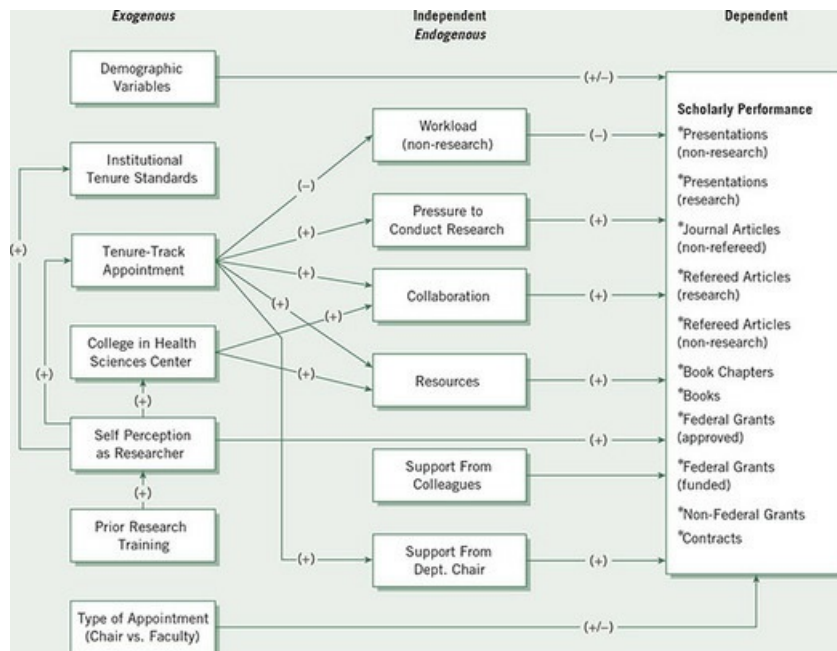 Exogenous
Independent
Endogenous
Dependent
Demographic
Variables
(+/−)
Institutional
Tenure Standards
(+)
Tenure-Track
Appointment
(+)
College in Health
Sciences Center
(+)
Self Perception
as Researcher
(+)
Prior Research
Training
Type of Appointment
(Chair vs. Faculty)
(−)
(+)
(+)
(+)
(+)
(+)
(+)
Workload
(non-research)
(−)
Pressure to
Conduct Research
(+)
Collaboration
(+)
Resources
(+)
(+)
Support From
Colleagues
Support From
Dept. Chair
(+)
(+/−)
Scholarly Performance
*Presentations
(non-research)
*Presentations
(research)
*Journal Articles
(non-refereed)
*Refereed Articles
(research)
*Refereed Articles
(non-research)
*Book Chapters
*Books
*Federal Grants
(approved)
*Federal Grants
(funded)
*Non-Federal Grants
*Contracts